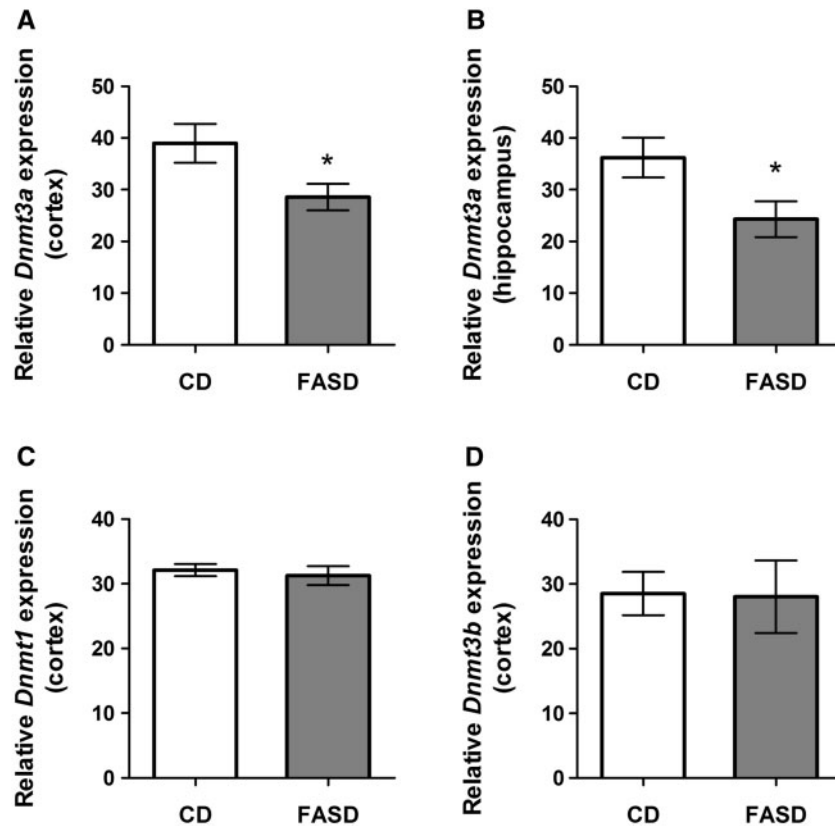 A
Relative Dnmt3a expression
(cortex)
50
40
30
20
10
0
*
CD FASD
B
Relative Dnmt3a expression
(hippocampus)
50
40
30
20
10
0
*
CD FASD
C
Relative Dnmt1 expression
(cortex)
40
30
20
10
0
CD FASD
D
Relative Dnmt3b expression
(cortex)
40
30
20
10
0
CD FASD